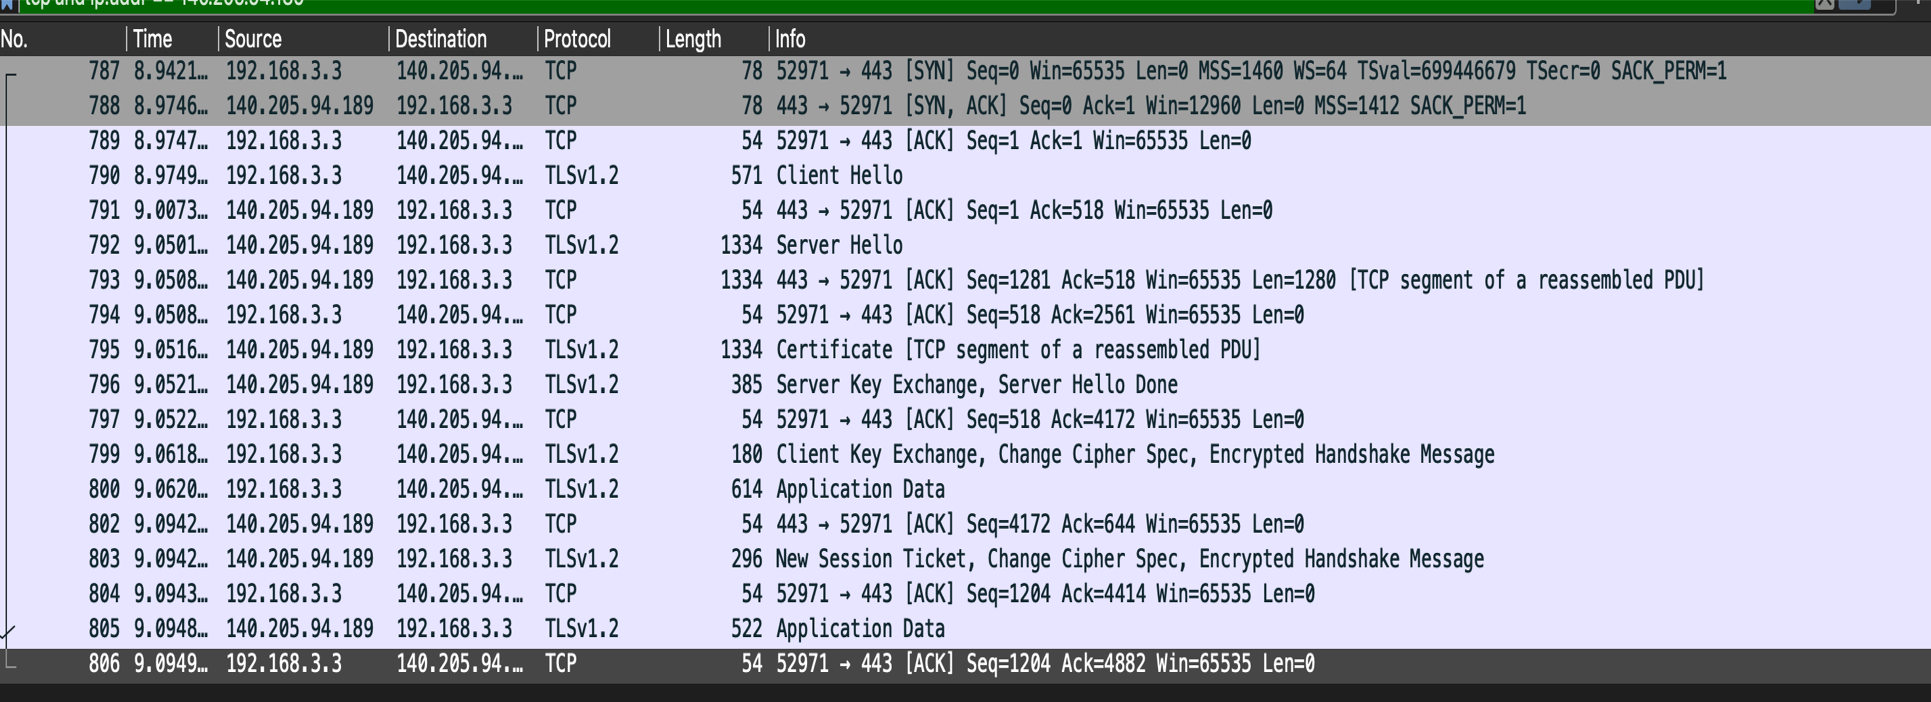 No. Time Source Destination Protocol Length Info
787 8.9421… 192.168.3.3 140.205.94.… TCP 78 52971 → 443 [SYN] Seq=0 Win=65535 Len=0 MSS=1460 WS=64 TSval=699446679 TSecr=0 SACK_PERM=1
788 8.9746… 140.205.94.189 192.168.3.3 TCP 78 443 → 52971 [SYN, ACK] Seq=0 Ack=1 Win=12960 Len=0 MSS=1412 SACK_PERM=1
789 8.9747… 192.168.3.3 140.205.94.… TCP 54 52971 → 443 [ACK] Seq=1 Ack=1 Win=65535 Len=0
790 8.9749… 192.168.3.3 140.205.94.… TLSv1.2 571 Client Hello
791 9.0073… 140.205.94.189 192.168.3.3 TCP 54 443 → 52971 [ACK] Seq=1 Ack=518 Win=65535 Len=0
792 9.0501… 140.205.94.189 192.168.3.3 TLSv1.2 1334 Server Hello
793 9.0508… 140.205.94.189 192.168.3.3 TCP 1334 443 → 52971 [ACK] Seq=1281 Ack=518 Win=65535 Len=1280 [TCP segment of a reassembled PDU]
794 9.0508… 192.168.3.3 140.205.94.… TCP 54 52971 → 443 [ACK] Seq=518 Ack=2561 Win=65535 Len=0
795 9.0516… 140.205.94.189 192.168.3.3 TLSv1.2 1334 Certificate [TCP segment of a reassembled PDU]
796 9.0521… 140.205.94.189 192.168.3.3 TLSv1.2 385 Server Key Exchange, Server Hello Done
797 9.0522… 192.168.3.3 140.205.94.… TCP 54 52971 → 443 [ACK] Seq=518 Ack=4172 Win=65535 Len=0
799 9.0618… 192.168.3.3 140.205.94.… TLSv1.2 180 Client Key Exchange, Change Cipher Spec, Encrypted Handshake Message
800 9.0620… 192.168.3.3 140.205.94.… TLSv1.2 614 Application Data
802 9.0942… 140.205.94.189 192.168.3.3 TCP 54 443 → 52971 [ACK] Seq=4172 Ack=644 Win=65535 Len=0
803 9.0942… 140.205.94.189 192.168.3.3 TLSv1.2 296 New Session Ticket, Change Cipher Spec, Encrypted Handshake Message
804 9.0943… 192.168.3.3 140.205.94.… TCP 54 52971 → 443 [ACK] Seq=1204 Ack=4414 Win=65535 Len=0
805 9.0948… 140.205.94.189 192.168.3.3 TLSv1.2 522 Application Data
806 9.0949… 192.168.3.3 140.205.94.… TCP 54 52971 → 443 [ACK] Seq=1204 Ack=4882 Win=65535 Len=0